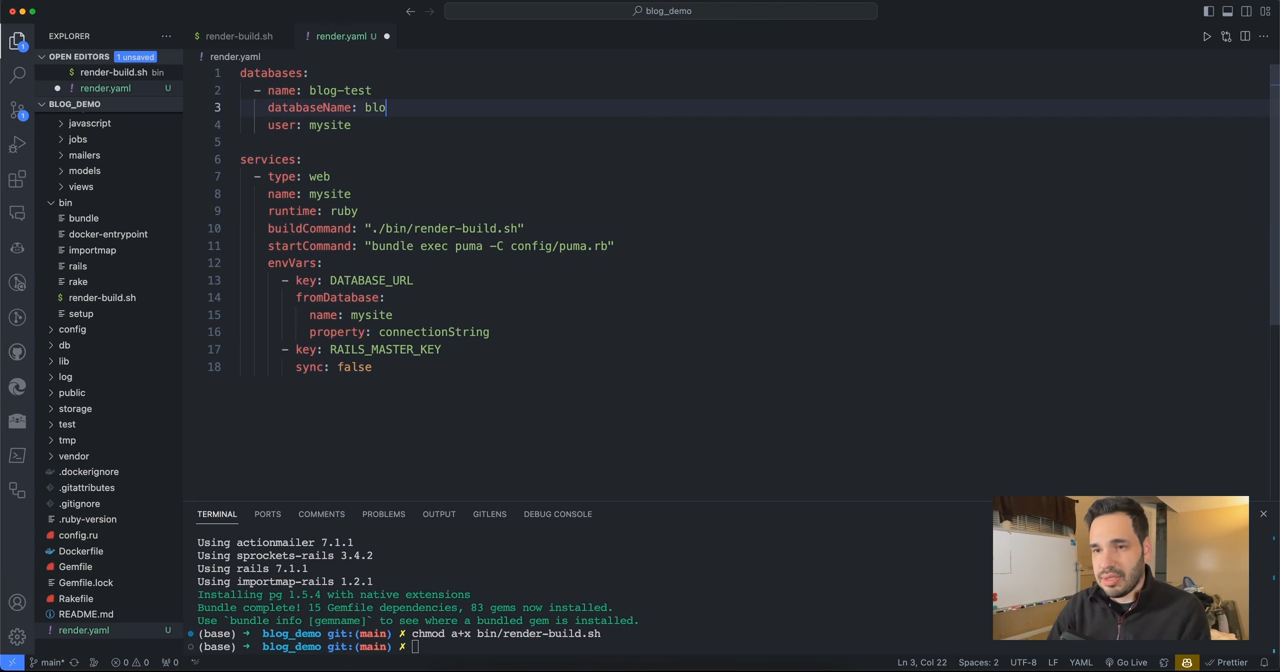 blog_demo
EXPLORER
OPEN EDITORS 1 unsaved
$ render-build.sh bin
! render.yaml U
BLOG_DEMO
javascript
jobs
mailers
models
views
bin
bundle
docker-entrypoint
importmap
rails
rake
$ render-build.sh
setup
config
db
lib
log
public
storage
test
tmp
vendor
.dockerignore
.gitattributes
.gitignore
.ruby-version
config.ru
Dockerfile
Gemfile
Gemfile.lock
Rakefile
README.md
! render.yaml U
$ render-build.sh
! render.yaml U
! render.yaml
1 databases:
2 - name: blog-test
3 databaseName: blo
4 user: mysite
5
6 services:
7 - type: web
8 name: mysite
9 runtime: ruby
10 buildCommand: "./bin/render-build.sh"
11 startCommand: "bundle exec puma -C config/puma.rb"
12 envVars:
13 - key: DATABASE_URL
14 fromDatabase:
15 name: mysite
16 property: connectionString
17 - key: RAILS_MASTER_KEY
18 sync: false
TERMINAL PORTS COMMENTS PROBLEMS OUTPUT GITLENS DEBUG CONSOLE
Using actionmailer 7.1.1
Using sprockets-rails 3.4.2
Using rails 7.1.1
Using importmap-rails 1.2.1
Installing pg 1.5.4 with native extensions
Bundle complete! 15 Gemfile dependencies, 83 gems now installed.
Use `bundle info [gemname]` to see where a bundled gem is installed.
(base) → blog_demo git:(main) ✗ chmod a+x bin/render-build.sh
(base) → blog_demo git:(main) ✗
main* 0 0 0 Ln 3, Col 22 Spaces: 2 UTF-8 LF YAML Go Live Prettier